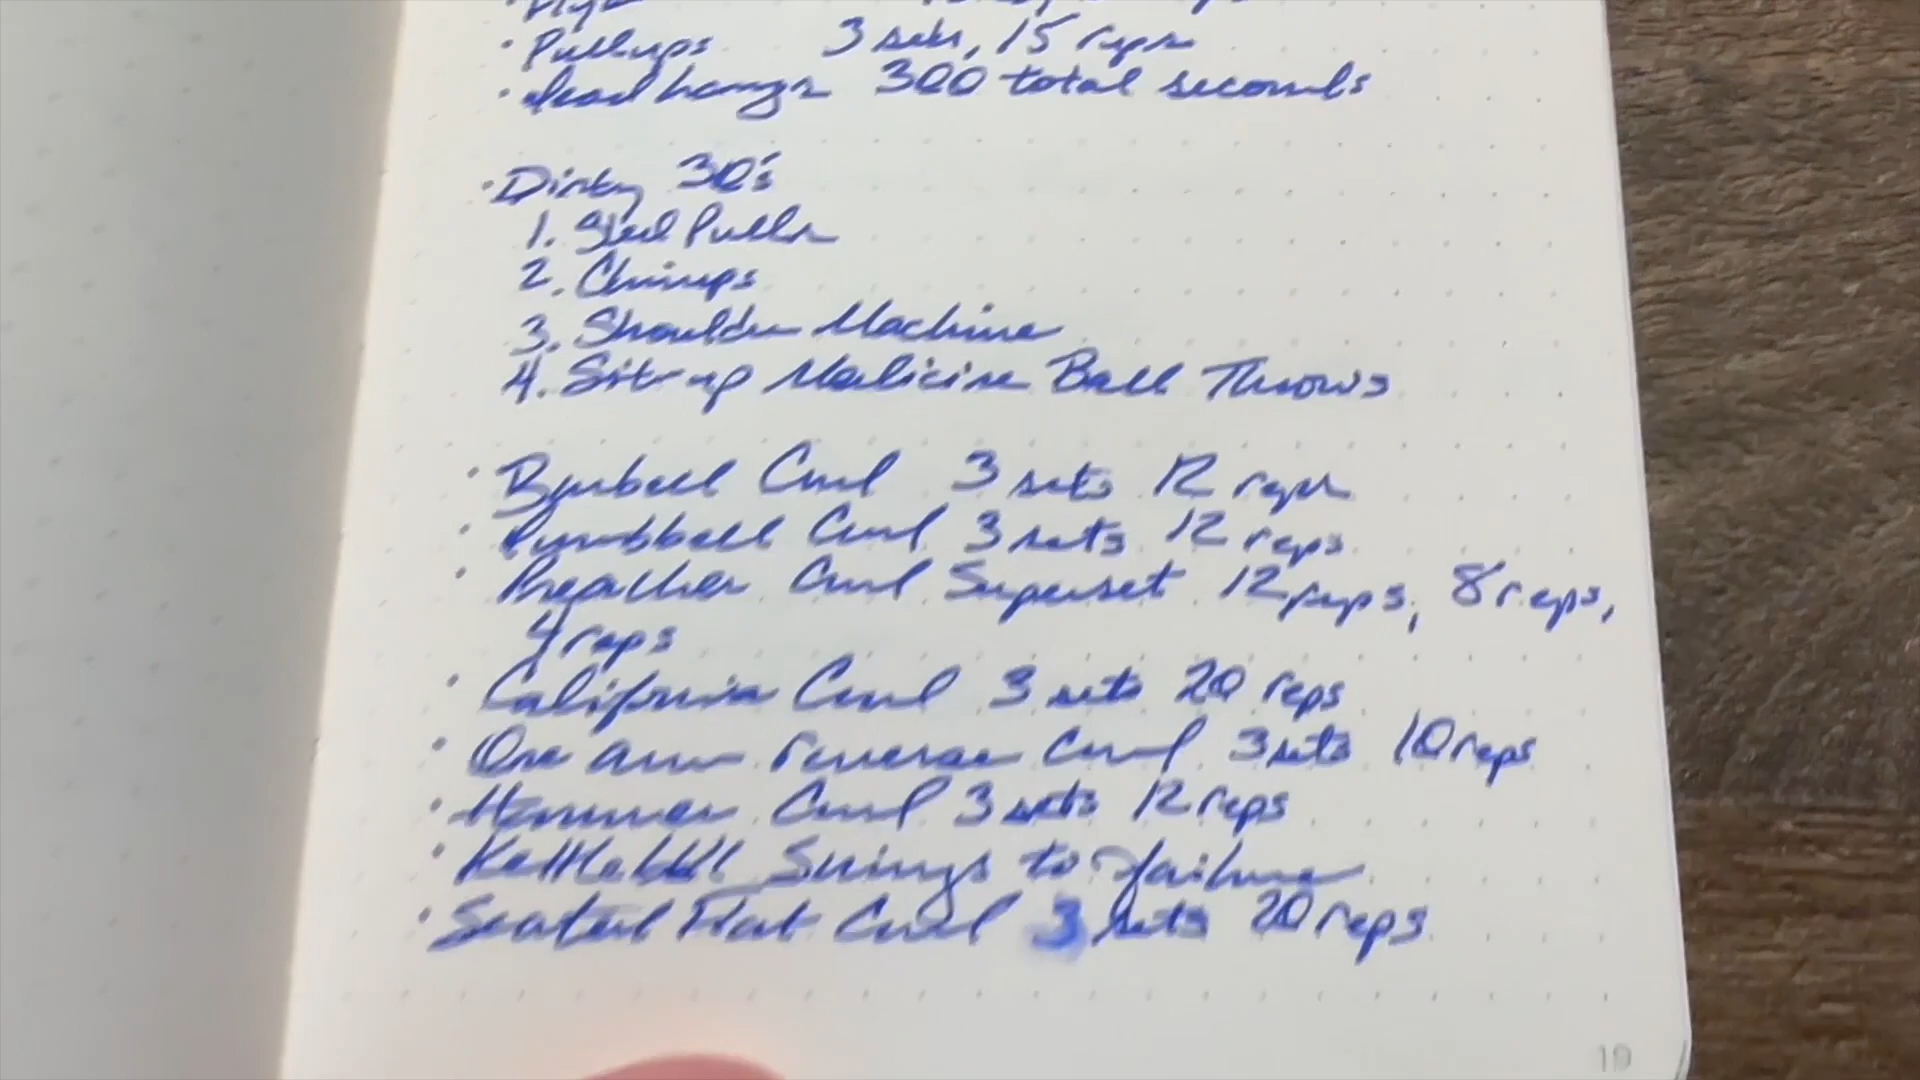 · Pullups 3 sets, 15 reps
· deadhangs 300 total seconds
· Dirty 30's
1. Sled Pulls
2. Chinups
3. Shoulder Machine
4. Sit-up Medicine Ball Throws
· Barbell Curl 3 sets 12 reps
· Dumbbell Curl 3 sets 12 reps
· Preacher Curl Superset 12 reps, 8 reps,
4 reps
· California Curl 3 sets 20 reps
· One arm reverse Curl 3 sets 10 reps
· Hammer Curl 3 sets 12 reps
· Kettlebell Swings to failure
· Seated Flat Curl 3 sets 20 reps
19